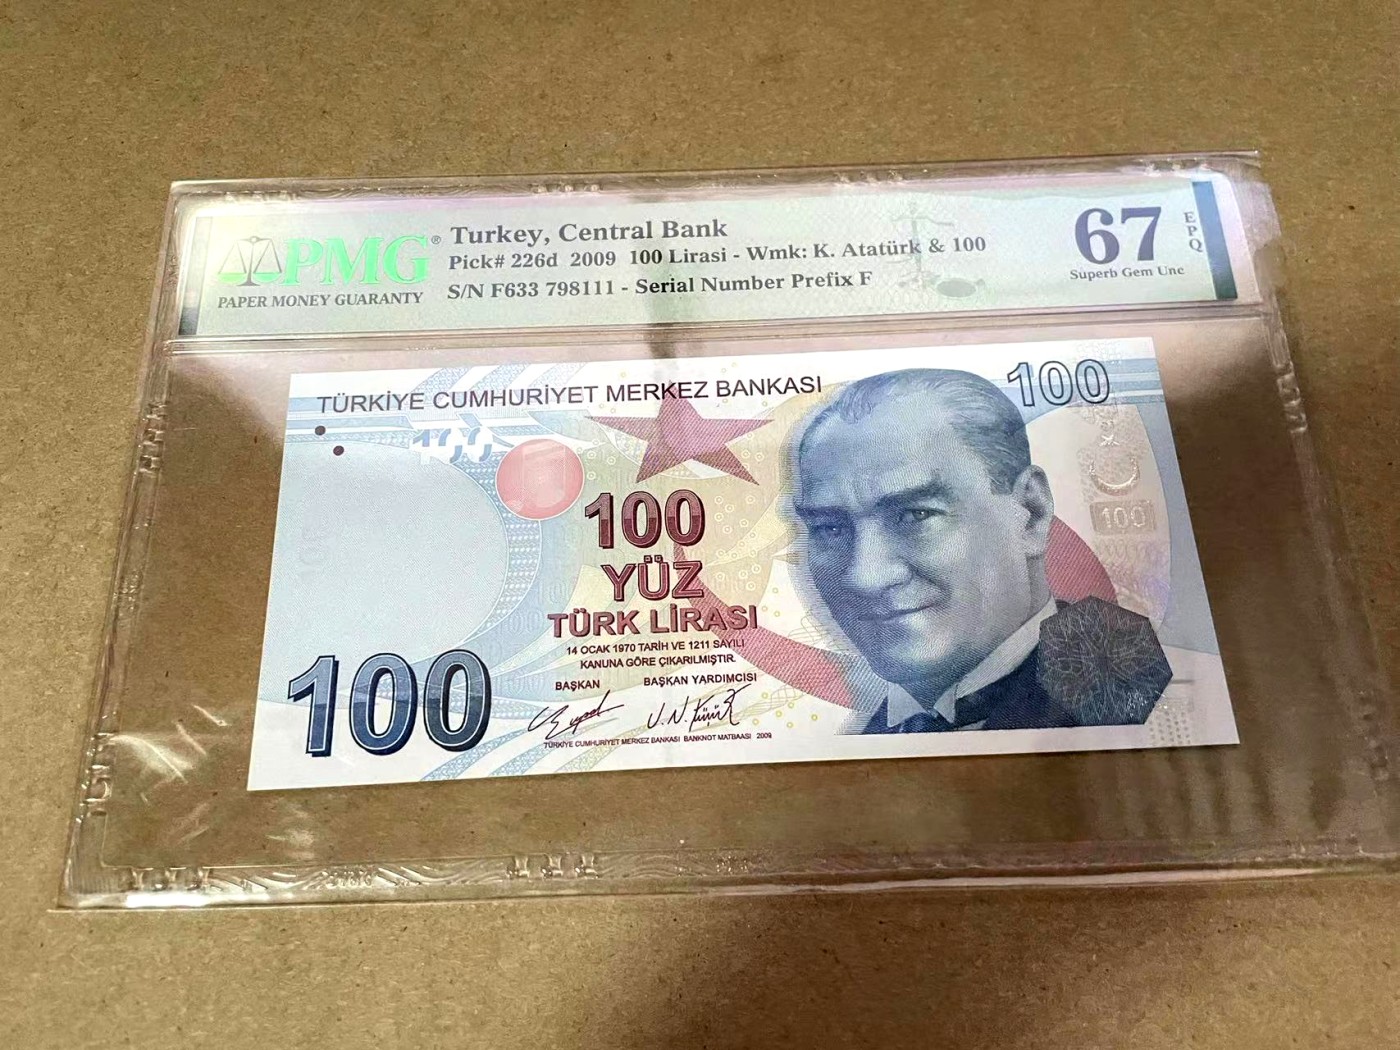 PMG®
PAPER MONEY GUARANTY
Turkey, Central Bank
Pick# 226d 2009 100 Lirasi - Wmk: K. Atatürk & 100
S/N F633 798111 - Serial Number Prefix F
67
EPQ
Superb Gem Unc
TÜRKİYE CUMHURİYET MERKEZ BANKASI
100
100
100
YÜZ
TÜRK LİRASI
14 OCAK 1970 TARİH VE 1211 SAYILI
KANUNA GÖRE ÇIKARILMIŞTIR.
BAŞKAN BAŞKAN YARDIMCISI
TÜRKİYE CUMHURİYET MERKEZ BANKASI BANKNOT MATBAASI 2009
100
100